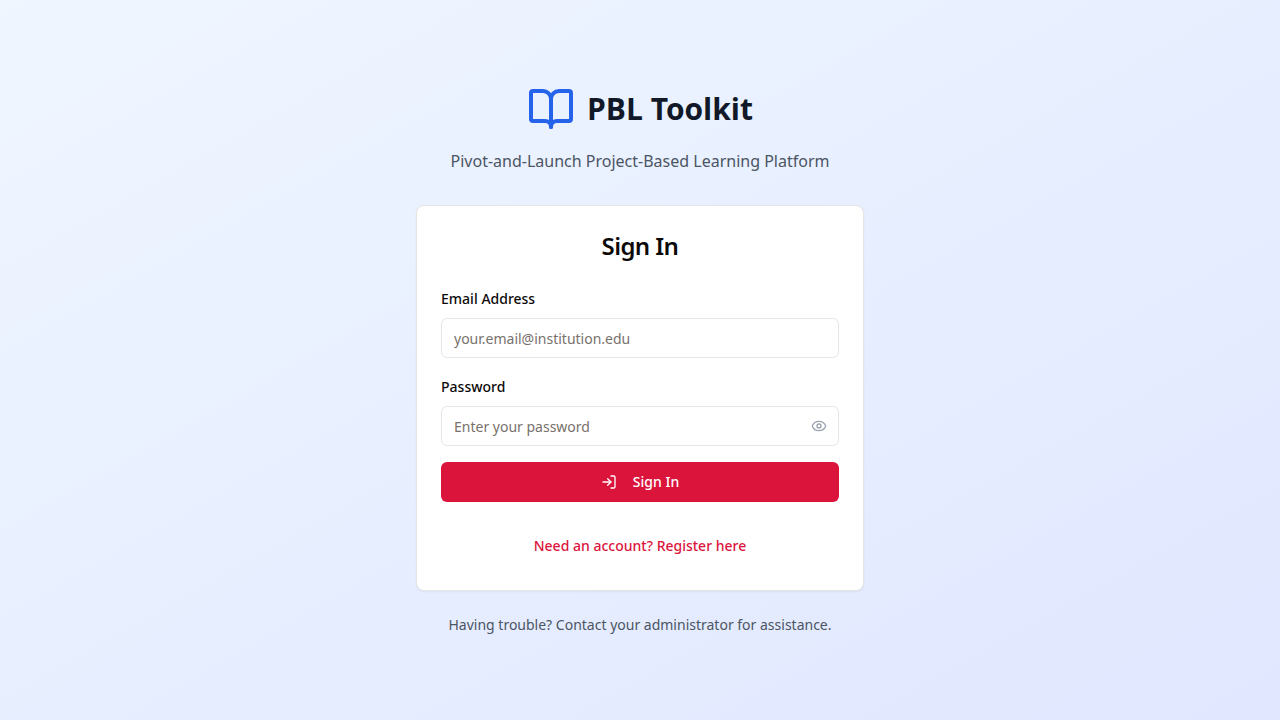 PBL Toolkit
Pivot-and-Launch Project-Based Learning Platform
Sign In
Email Address
your.email@institution.edu
Password
Enter your password
Sign In
Need an account? Register here
Having trouble? Contact your administrator for assistance.